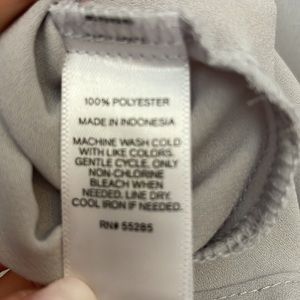 100% POLYESTER
MADE IN INDONESIA
MACHINE WASH COLD
WITH LIKE COLORS.
GENTLE CYCLE. ONLY
NON-CHLORINE
BLEACH WHEN
NEEDED. LINE DRY.
COOL IRON IF NEEDED.
RN# 55285